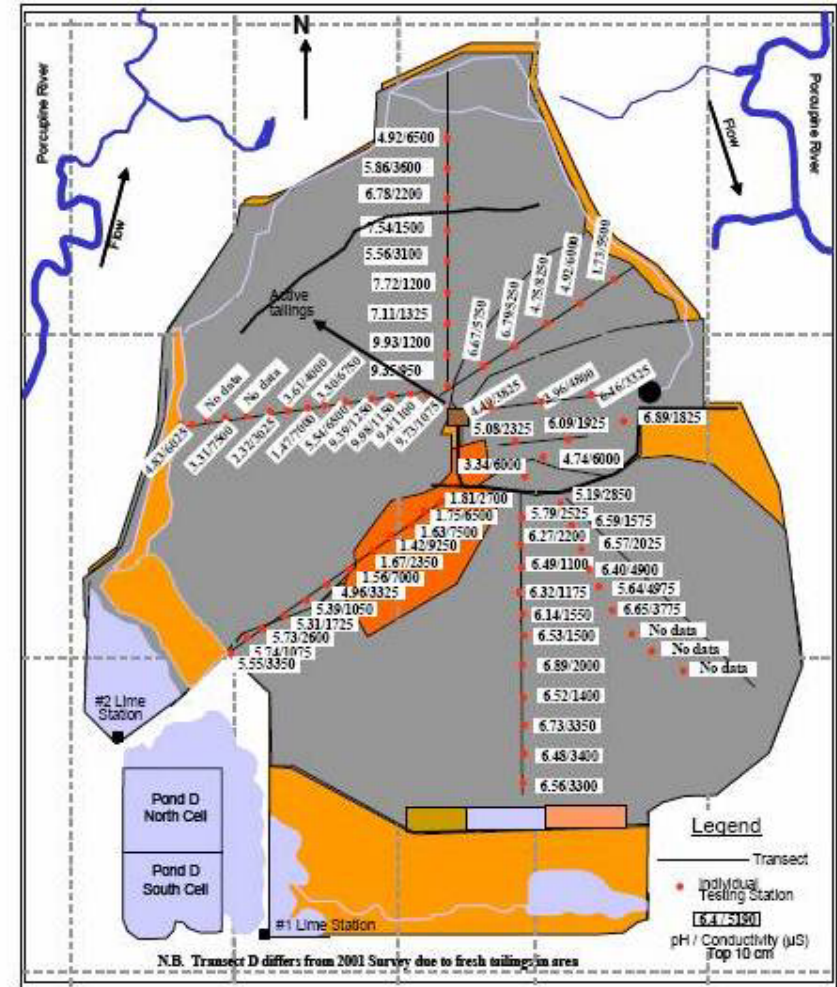 N
Porcupine River
Flow
Porcupine River
Flow
4.92/6500
5.86/3600
6.78/2200
7.54/1500
5.56/3100
7.72/1200
7.11/1325
9.93/1200
9.35/950
Active
tailings
6.67/5750
6.79/5250
4.75/8250
4.92/6000
1.73/5500
4.83/6025
No data
3.31/7500
No data
2.32/3025
3.61/4000
1.47/7000
3.30/6750
5.54/6500
9.39/1250
9.98/1150
9.4/1100
9.73/1075
4.49/3825
3.96/4800
6.16/3325
5.08/2325
6.09/1925
6.89/1825
3.34/6000
4.74/6000
1.81/2700
1.75/6500
1.63/7500
1.42/9250
1.67/2350
1.56/7000
4.96/3325
5.39/1050
5.31/1725
5.73/2600
5.74/1075
5.55/3350
5.79/2525
6.27/2200
6.49/1100
6.32/1175
6.14/1550
6.53/1500
6.89/2000
6.52/1400
6.73/3350
6.48/3400
6.56/3300
5.19/2850
6.59/1575
6.57/2025
6.40/4900
5.64/4975
6.65/3775
No data
No data
No data
#2 Lime
Station
Pond D
North Cell
Pond D
South Cell
#1 Lime Station
Legend
Transect
Individual
Testing Station
6.4 / 5190
pH / Conductivity (µS)
Top 10 cm
N.B. Transect D differs from 2001 Survey due to fresh tailings in area